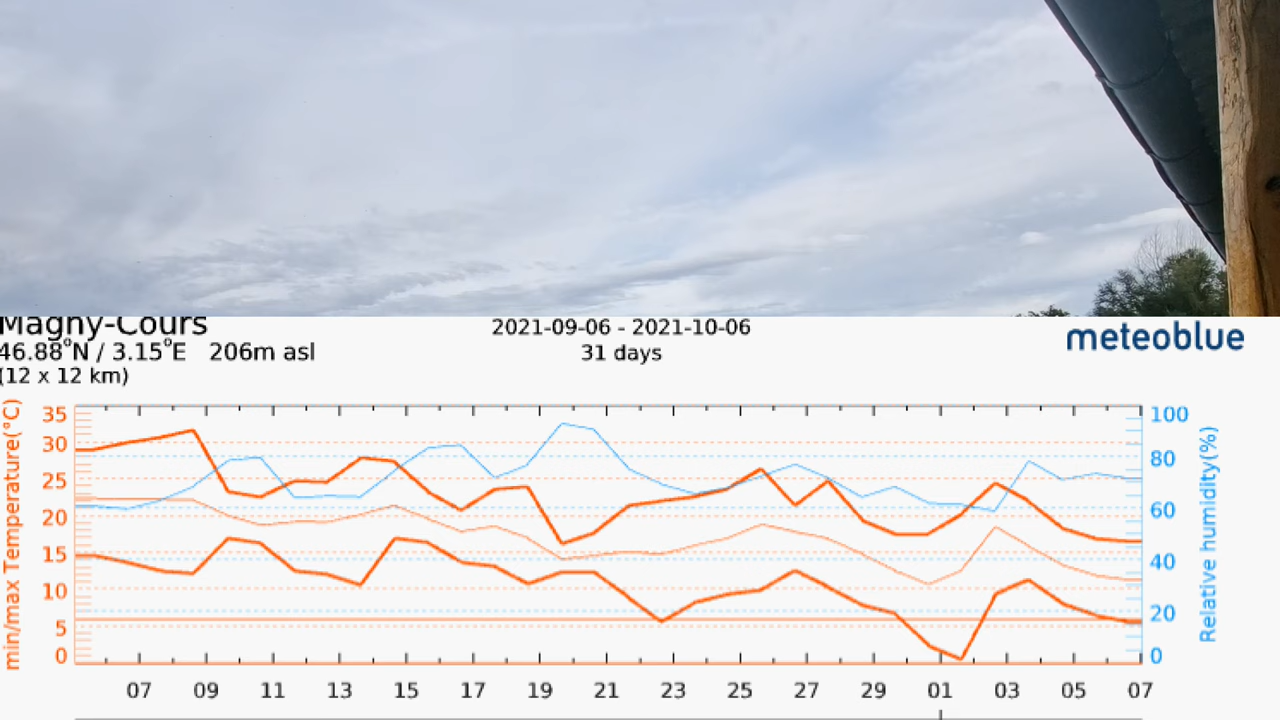 Magny-Cours
46.88°N / 3.15°E 206m asl
(12 x 12 km)
2021-09-06 - 2021-10-06
31 days
meteoblue
min/max Temperature(°C)
35
30
25
20
15
10
5
0
100
80
60
40
20
0
Relative humidity(%)
07 09 11 13 15 17 19 21 23 25 27 29 01 03 05 07